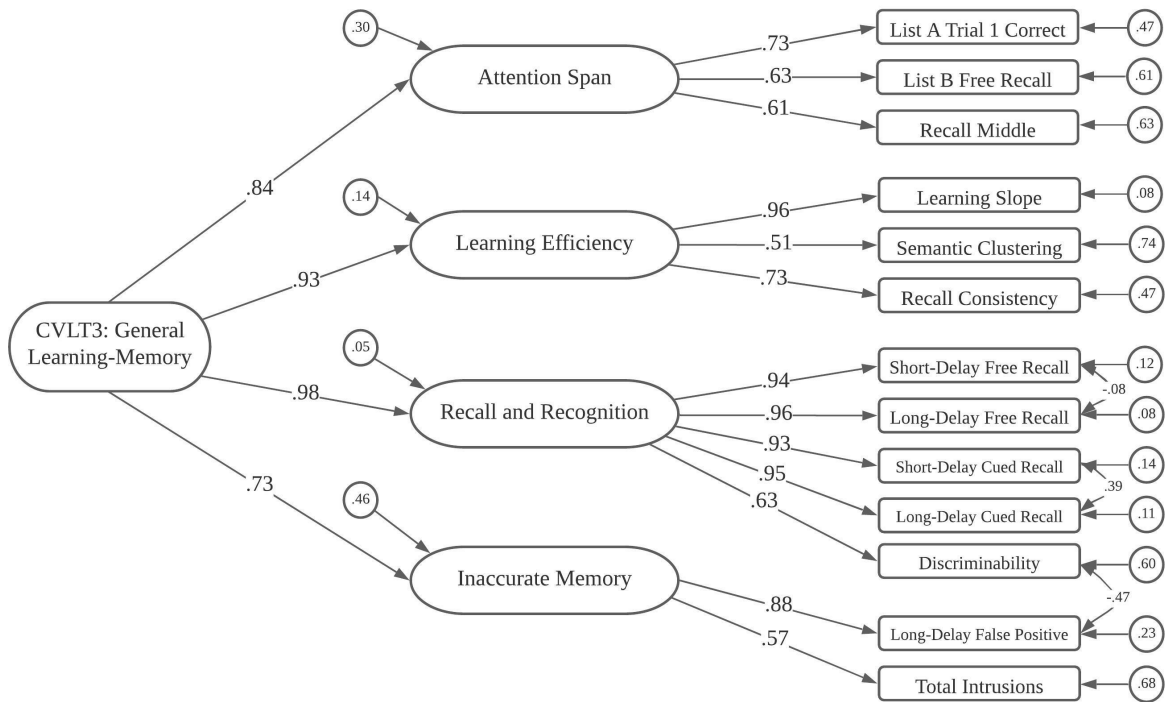 .30
Attention Span
.73
List A Trial 1 Correct
.47
.63
List B Free Recall
.61
.61
Recall Middle
.63
.84
.14
Learning Efficiency
.96
Learning Slope
.08
.51
Semantic Clustering
.74
.73
Recall Consistency
.47
.93
CVLT3: General
Learning-Memory
.05
Recall and Recognition
.98
.94
Short-Delay Free Recall
.12
-.08
.96
Long-Delay Free Recall
.08
.93
Short-Delay Cued Recall
.14
.39
.95
Long-Delay Cued Recall
.11
.63
Discriminability
.60
-.47
.73
.46
Inaccurate Memory
.88
Long-Delay False Positive
.23
.57
Total Intrusions
.68